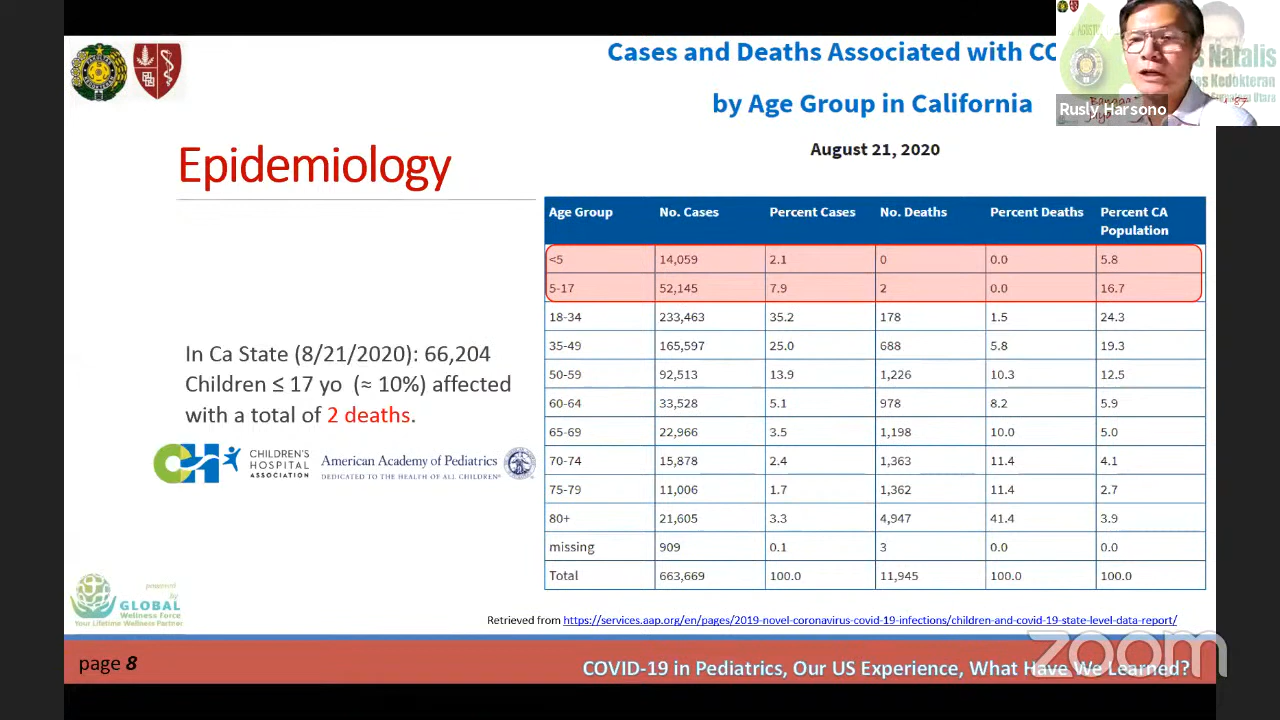 Cases and Deaths Associated with CO
by Age Group in California
Rusly Harsono
Natalis
August 21, 2020
Epidemiology
Age Group No. Cases Percent Cases No. Deaths Percent Deaths Percent CA Population
<5 14,059 2.1 0 0.0 5.8
5-17 52,145 7.9 2 0.0 16.7
18-34 233,463 35.2 178 1.5 24.3
35-49 165,597 25.0 688 5.8 19.3
50-59 92,513 13.9 1,226 10.3 12.5
60-64 33,528 5.1 978 8.2 5.9
65-69 22,966 3.5 1,198 10.0 5.0
70-74 15,878 2.4 1,363 11.4 4.1
75-79 11,006 1.7 1,362 11.4 2.7
80+ 21,605 3.3 4,947 41.4 3.9
missing 909 0.1 3 0.0 0.0
Total 663,669 100.0 11,945 100.0 100.0
In Ca State (8/21/2020): 66,204
Children ≤ 17 yo (≈ 10%) affected
with a total of 2 deaths.
CHILDREN'S
HOSPITAL
ASSOCIATION
American Academy of Pediatrics
DEDICATED TO THE HEALTH OF ALL CHILDREN®
powered
by
GLOBAL
Wellness Force
Your Lifetime Wellness Partner
Retrieved from https://services.aap.org/en/pages/2019-novel-coronavirus-covid-19-infections/children-and-covid-19-state-level-data-report/
page 8
COVID-19 in Pediatrics, Our US Experience, What Have We Learned?
zoom